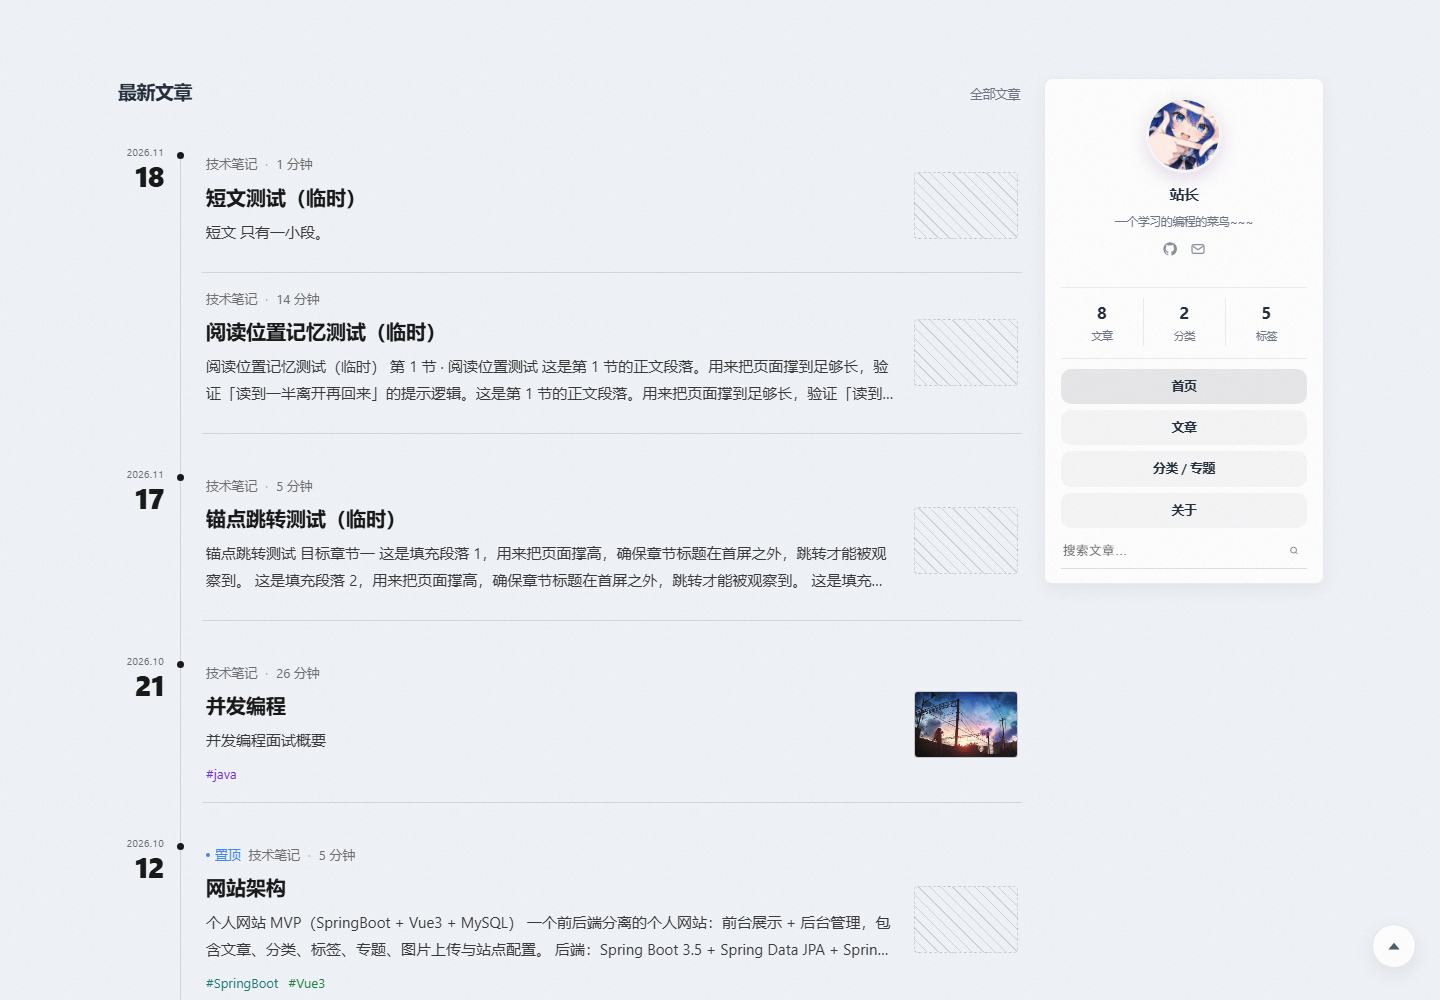 最新文章
全部文章
2026.11
18
技术笔记 · 1 分钟
短文测试（临时）
短文 只有一小段。
技术笔记 · 14 分钟
阅读位置记忆测试（临时）
阅读位置记忆测试（临时） 第 1 节 · 阅读位置测试 这是第 1 节的正文段落。用来把页面撑到足够长，验
证「读到一半离开再回来」的提示逻辑。这是第 1 节的正文段落。用来把页面撑到足够长，验证「读到...
2026.11
17
技术笔记 · 5 分钟
锚点跳转测试（临时）
锚点跳转测试 目标章节一 这是填充段落 1，用来把页面撑高，确保章节标题在首屏之外，跳转才能被观
察到。 这是填充段落 2，用来把页面撑高，确保章节标题在首屏之外，跳转才能被观察到。 这是填充...
2026.10
21
技术笔记 · 26 分钟
并发编程
并发编程面试概要
#java
2026.10
12
• 置顶 技术笔记 · 5 分钟
网站架构
个人网站 MVP（SpringBoot + Vue3 + MySQL） 一个前后端分离的个人网站：前台展示 + 后台管理，包
含文章、分类、标签、专题、图片上传与站点配置。 后端：Spring Boot 3.5 + Spring Data JPA + Sprin...
#SpringBoot #Vue3
站长
一个学习的编程的菜鸟~~~
8 2 5
文章 分类 标签
首页
文章
分类 / 专题
关于
搜索文章...